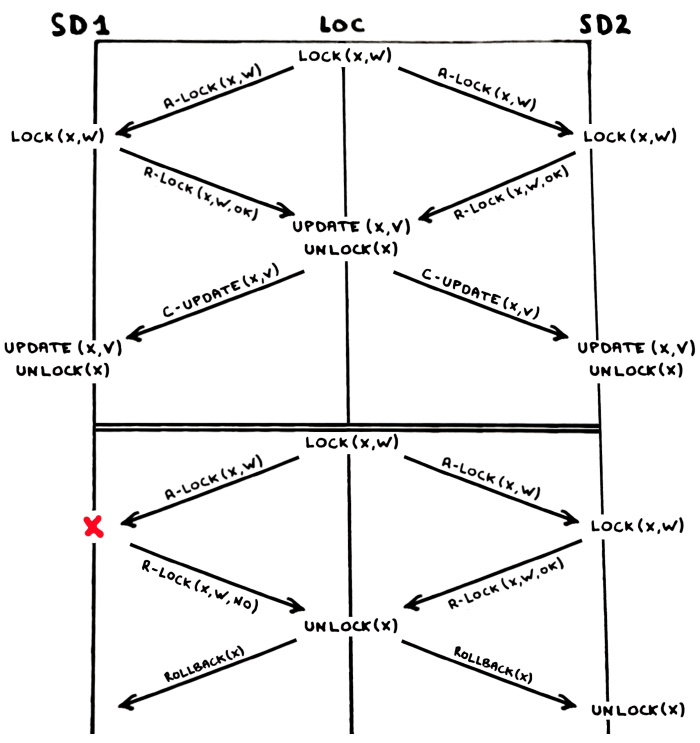 SD1 LOC SD2
LOCK(X,W)
A-LOCK(X,W) A-LOCK(X,W)
LOCK(X,W) LOCK(X,W)
R-LOCK(X,W,OK) R-LOCK(X,W,OK)
UPDATE(X,V)
UNLOCK(X)
C-UPDATE(X,V) C-UPDATE(X,V)
UPDATE(X,V) UPDATE(X,V)
UNLOCK(X) UNLOCK(X)
LOCK(X,W)
A-LOCK(X,W) A-LOCK(X,W)
LOCK(X,W)
R-LOCK(X,W,NO) R-LOCK(X,W,OK)
UNLOCK(X)
ROLLBACK(X) ROLLBACK(X)
UNLOCK(X)